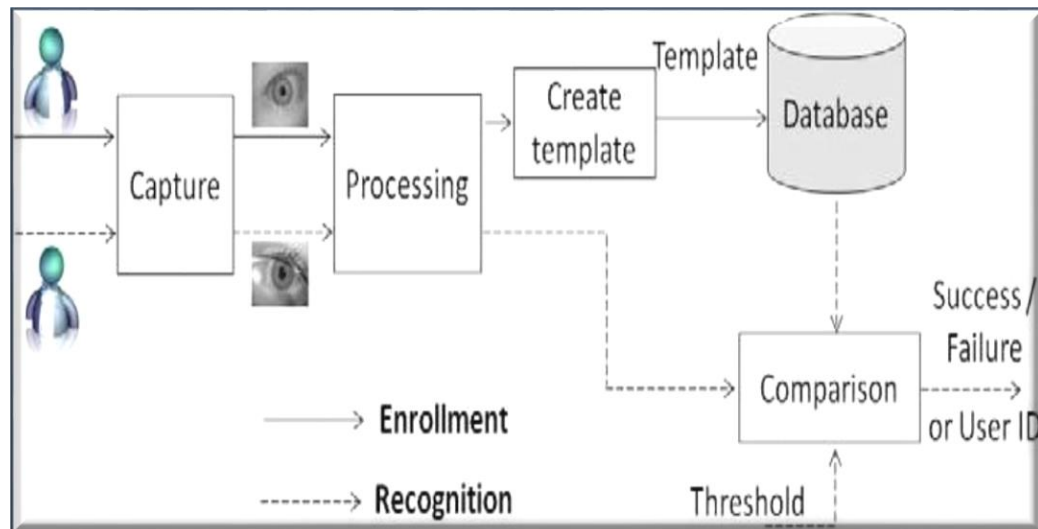 Template
Create
template
Database
Capture
Processing
Success /
Failure
Comparison
or User ID
Enrollment
Recognition
Threshold